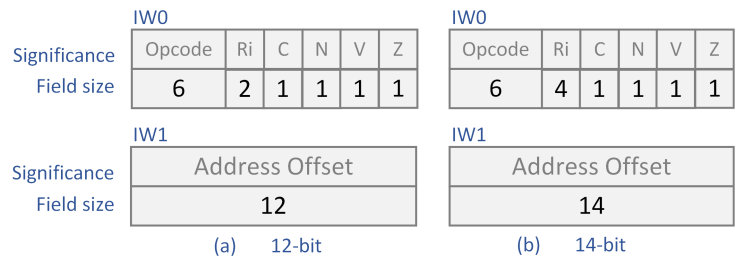 IW0 IW0
Significance Opcode Ri C N V Z Opcode Ri C N V Z
Field size 6 2 1 1 1 1 6 4 1 1 1 1
IW1 IW1
Significance Address Offset Address Offset
Field size 12 14
(a) 12-bit (b) 14-bit